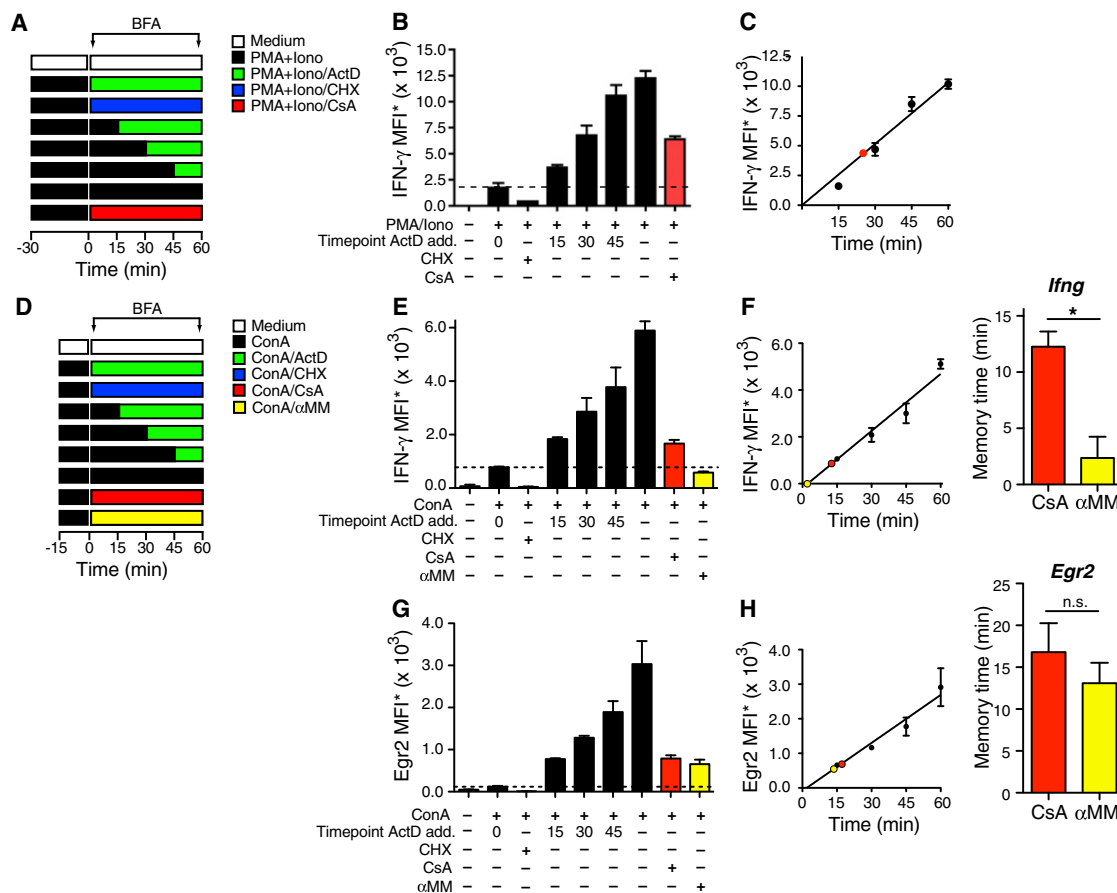 A
BFA
Medium
PMA+Iono
PMA+Iono/ActD
PMA+Iono/CHX
PMA+Iono/CsA
-30 0 15 30 45 60
Time (min)
B
IFN-γ MFI* (x 10³)
15.0
12.5
10.0
7.5
5.0
2.5
0.0
PMA/Iono – + + + + + + +
Timepoint ActD add. – 0 – 15 30 45 – –
CHX – – + – – – – –
CsA – – – – – – – +
C
IFN-γ MFI* (x 10³)
12.5
10.0
7.5
5.0
2.5
0.0
15 30 45 60
Time (min)
D
BFA
Medium
ConA
ConA/ActD
ConA/CHX
ConA/CsA
ConA/αMM
-15 0 15 30 45 60
Time (min)
E
IFN-γ MFI* (x 10³)
6.0
4.0
2.0
0.0
ConA – + + + + + + + +
Timepoint ActD add. – 0 – 15 30 45 – – –
CHX – – + – – – – – –
CsA – – – – – – – + –
αMM – – – – – – – – +
F
IFN-γ MFI* (x 10³)
6.0
4.0
2.0
0.0
0 15 30 45 60
Time (min)
Ifng
*
Memory time (min)
15
10
5
0
CsA αMM
G
Egr2 MFI* (x 10³)
4.0
3.0
2.0
1.0
0.0
ConA – + + + + + + + +
Timepoint ActD add. – 0 – 15 30 45 – – –
CHX – – + – – – – – –
CsA – – – – – – – + –
αMM – – – – – – – – +
H
Egr2 MFI* (x 10³)
4.0
3.0
2.0
1.0
0.0
0 15 30 45 60
Time (min)
Egr2
n.s.
Memory time (min)
25
20
15
10
5
0
CsA αMM